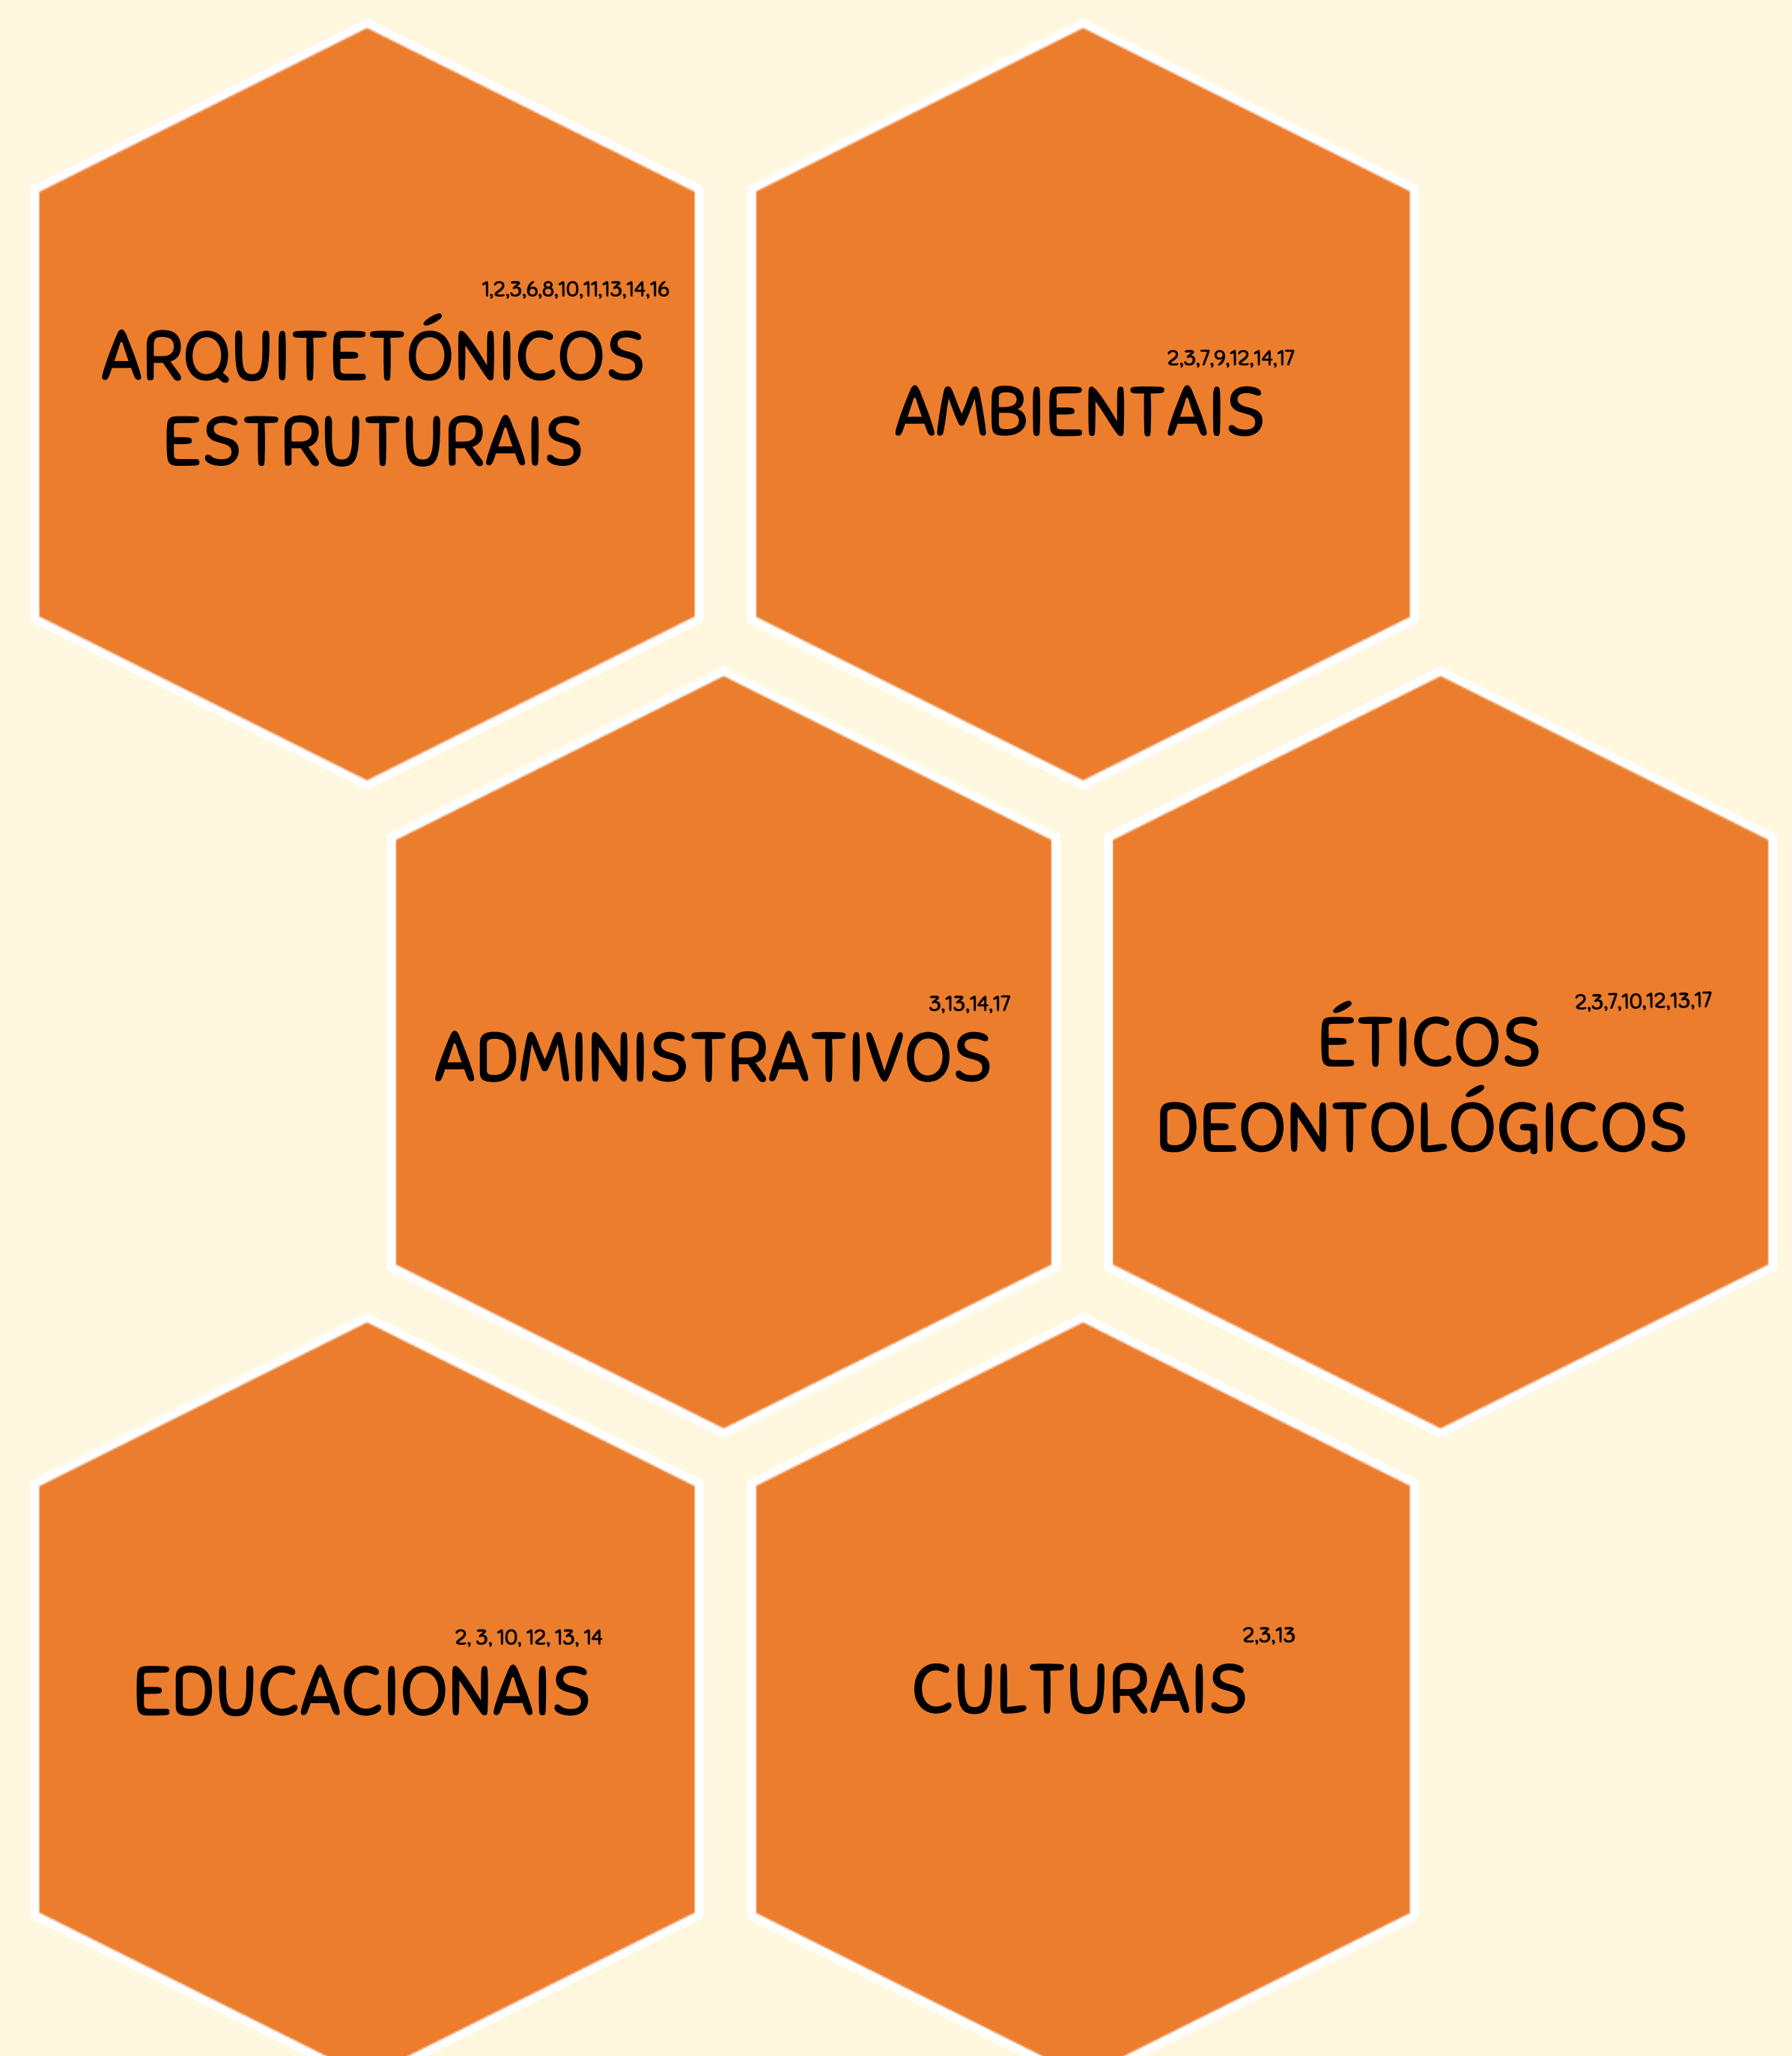 1,2,3,6,8,10,11,13,14,16
ARQUITETÓNICOS
ESTRUTURAIS
2,3,7,9,12,14,17
AMBIENTAIS
3,13,14,17
ADMINISTRATIVOS
2,3,7,10,12,13,17
ÉTICOS
DEONTOLÓGICOS
2, 3, 10, 12, 13, 14
EDUCACIONAIS
2,3,13
CULTURAIS